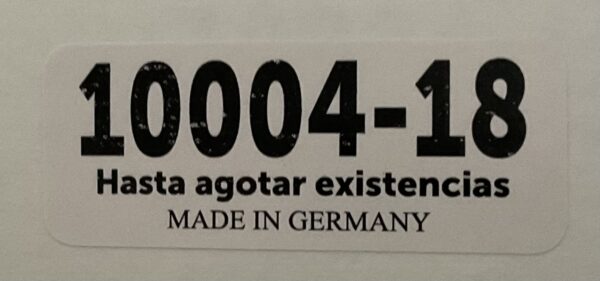 10004-18
Hasta agotar existencias
MADE IN GERMANY